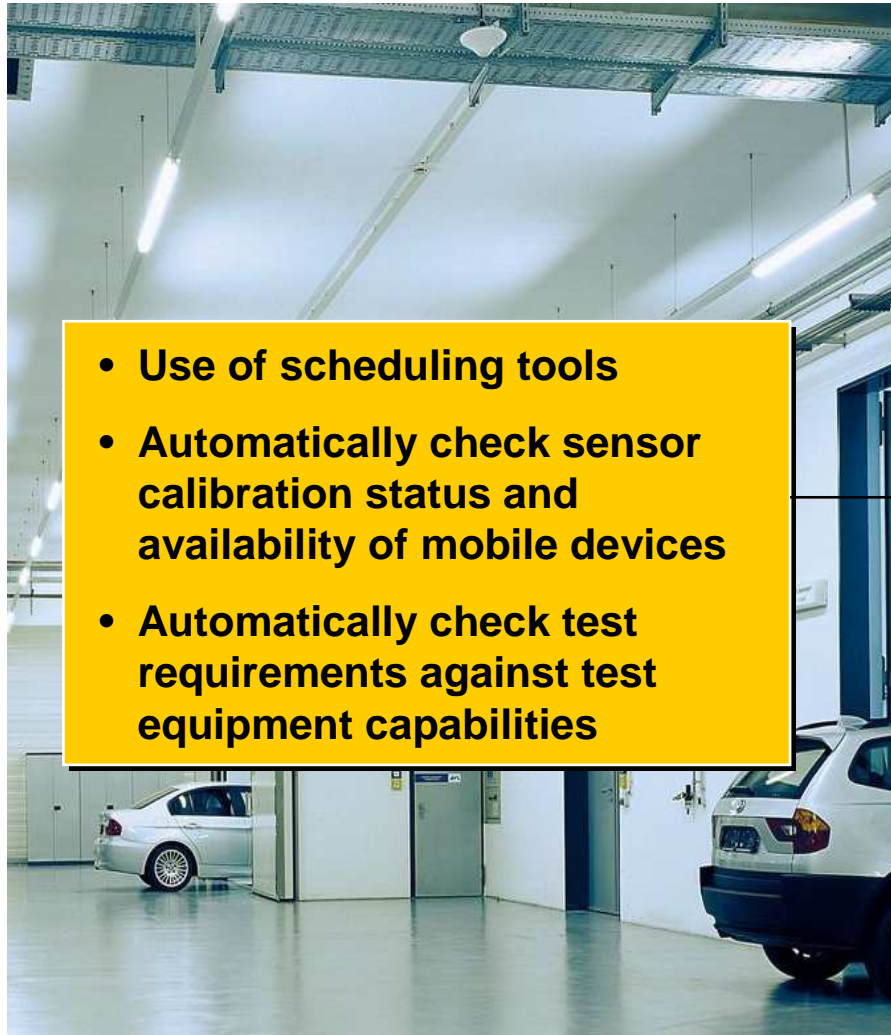 • Use of scheduling tools
• Automatically check sensor
calibration status and
availability of mobile devices
• Automatically check test
requirements against test
equipment capabilities